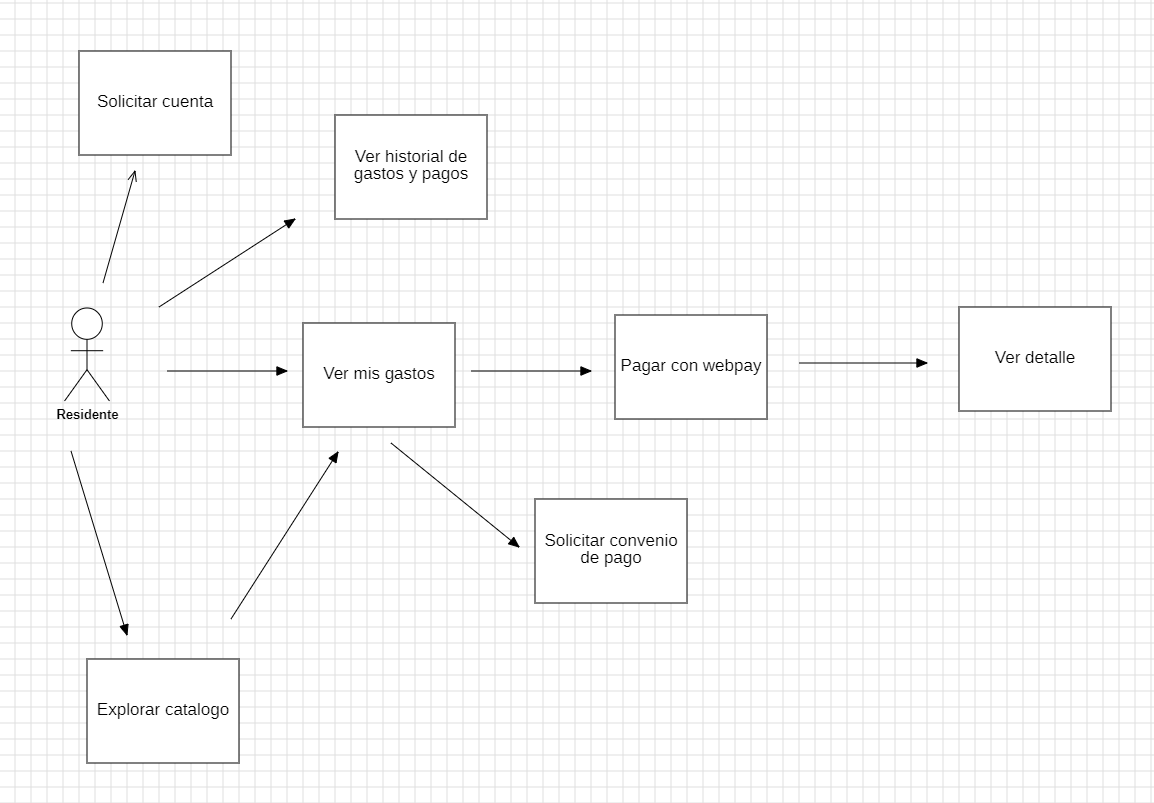 Solicitar cuenta
Ver historial de
gastos y pagos
Residente
Ver mis gastos
Pagar con webpay
Ver detalle
Solicitar convenio
de pago
Explorar catalogo